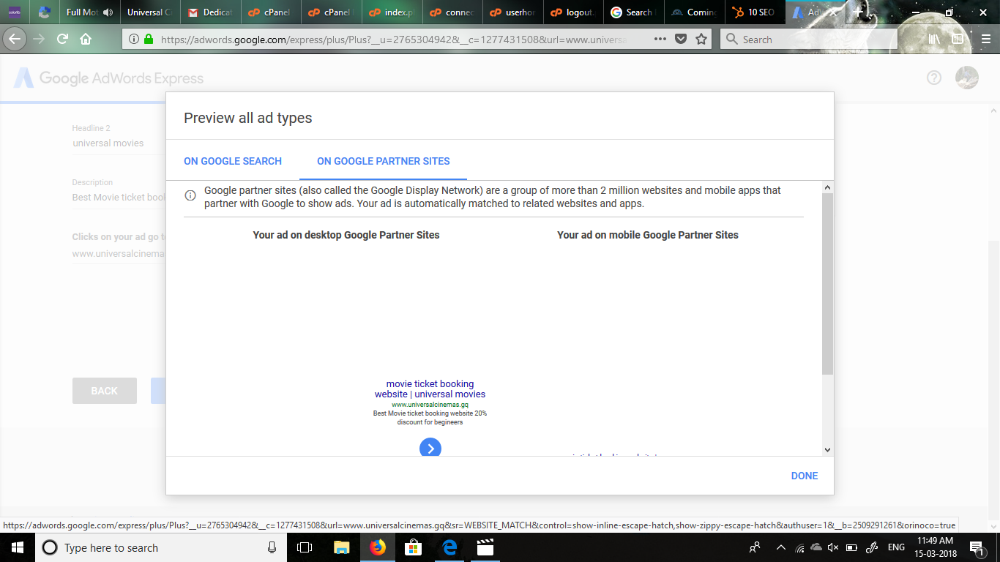 Full Mot
Universal Ci
Dedicat
cPanel
cPanel
index.p
connec
userhor
logout.
Search
Coming
10 SEO
https://adwords.google.com/express/plus/Plus?__u=2765304942&__c=1277431508&url=www.universa
Search
Google AdWords Express
Headline 2
universal movies
Description
Best Movie ticket bool
Clicks on your ad go to
www.universalcinema
BACK
Preview all ad types
ON GOOGLE SEARCH
ON GOOGLE PARTNER SITES
Google partner sites (also called the Google Display Network) are a group of more than 2 million websites and mobile apps that
partner with Google to show ads. Your ad is automatically matched to related websites and apps.
Your ad on desktop Google Partner Sites
Your ad on mobile Google Partner Sites
movie ticket booking
website | universal movies
www.universalcinemas.gq
Best Movie ticket booking website 20%
discount for begineers
DONE
https://adwords.google.com/express/plus/Plus?__u=2765304942&__c=1277431508&url=www.universalcinemas.gq&sr=WEBSITE_MATCH&control=show-inline-escape-hatch,show-zippy-escape-hatch&authuser=1&__b=2509291261&orinoco=true
Type here to search
ENG
11:49 AM
15-03-2018
1